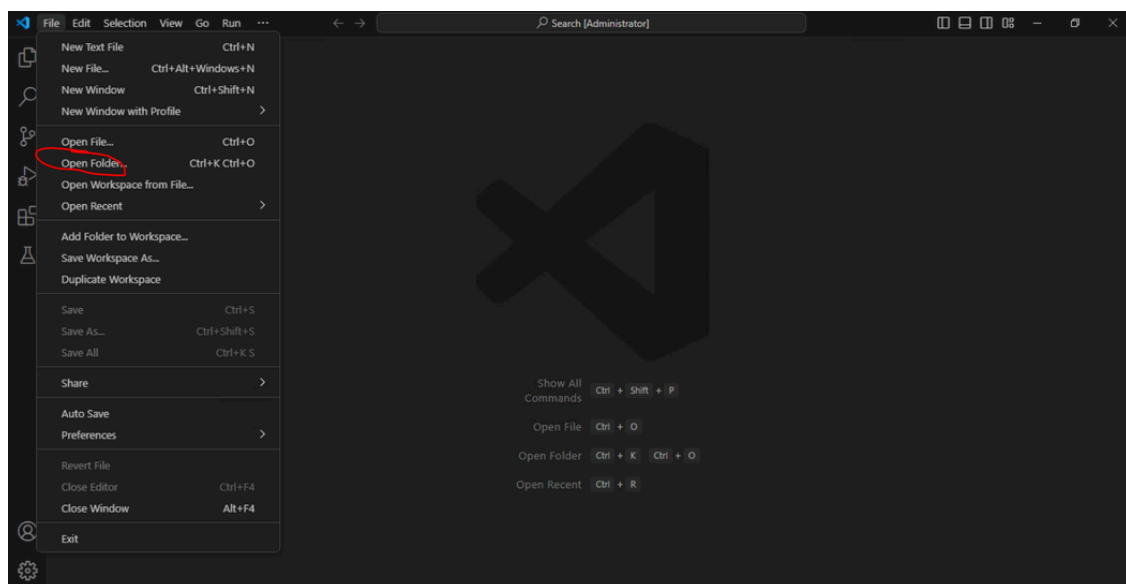 File Edit Selection View Go Run ...
Search [Administrator]
New Text File Ctrl+N
New File... Ctrl+Alt+Windows+N
New Window Ctrl+Shift+N
New Window with Profile
Open File... Ctrl+O
Open Folder... Ctrl+K Ctrl+O
Open Workspace from File...
Open Recent
Add Folder to Workspace...
Save Workspace As...
Duplicate Workspace
Save Ctrl+S
Save As... Ctrl+Shift+S
Save All Ctrl+K S
Share
Auto Save
Preferences
Revert File
Close Editor Ctrl+F4
Close Window Alt+F4
Exit
Show All
Commands Ctrl + Shift + P
Open File Ctrl + O
Open Folder Ctrl + K Ctrl + O
Open Recent Ctrl + R